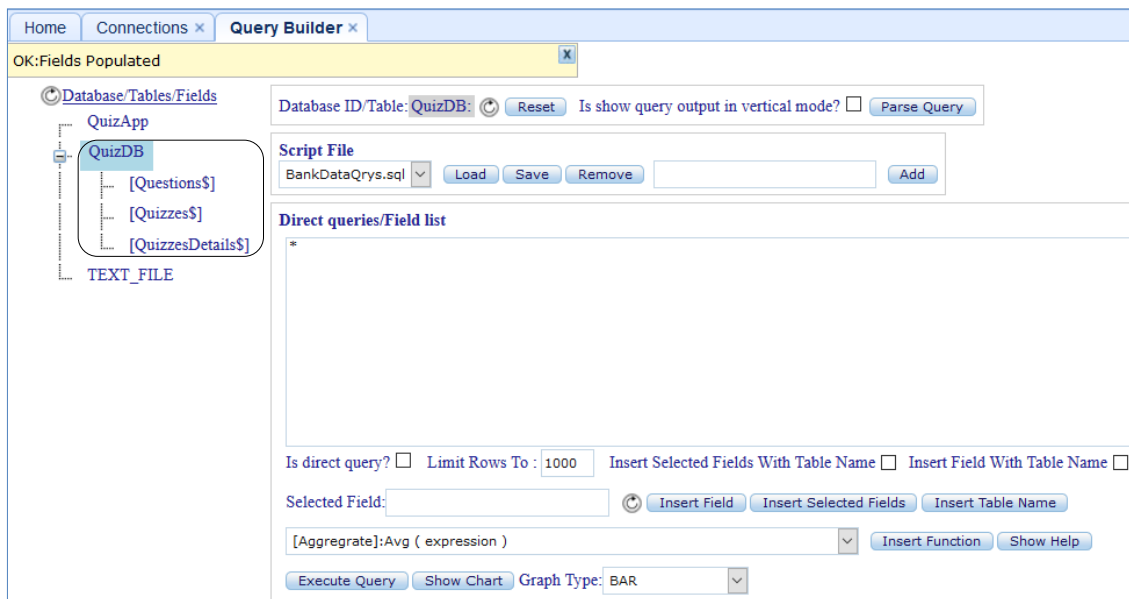 Home Connections × Query Builder ×
OK:Fields Populated X
Database/Tables/Fields
QuizApp
QuizDB
[Questions$]
[Quizzes$]
[QuizzesDetails$]
TEXT_FILE
Database ID/Table: QuizDB: Reset Is show query output in vertical mode? Parse Query
Script File
BankDataQrys.sql Load Save Remove Add
Direct queries/Field list
*
Is direct query? Limit Rows To : 1000 Insert Selected Fields With Table Name Insert Field With Table Name
Selected Field: Insert Field Insert Selected Fields Insert Table Name
[Aggregrate]:Avg ( expression ) Insert Function Show Help
Execute Query Show Chart Graph Type: BAR